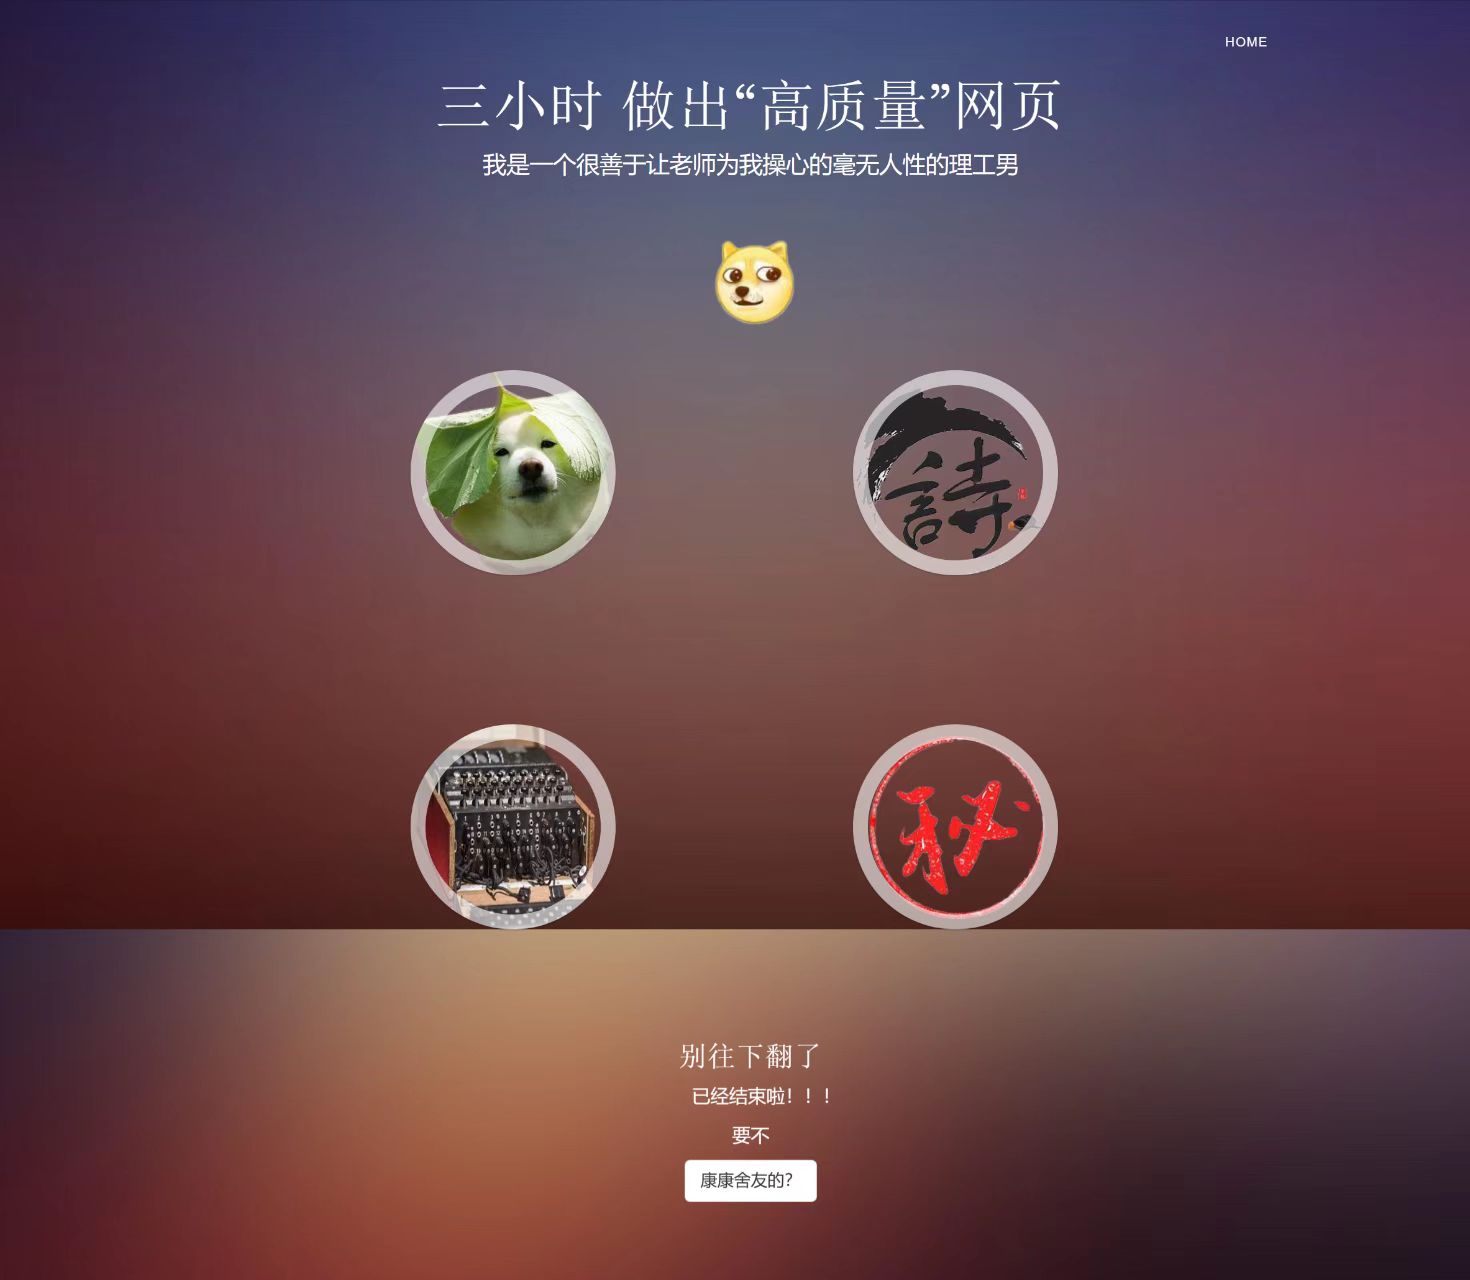 HOME
三小时 做出“高质量”网页
我是一个很善于让老师为我操心的毫无人性的理工男
詩
秘
别往下翻了
已经结束啦！！！
要不
康康舍友的？